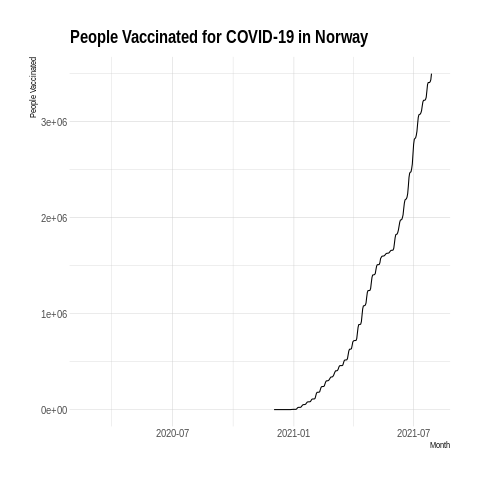 People Vaccinated for COVID-19 in Norway
People Vaccinated
3e+06
2e+06
1e+06
0e+00
2020-07 2021-01 2021-07
Month